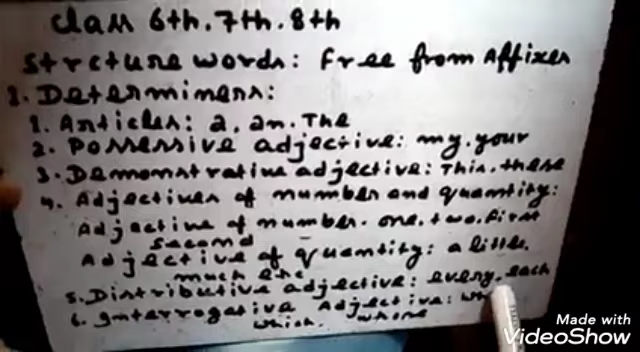 Class 6th. 7th. 8th
Strcture words: Free from Affixes
1. Determiners:
1. Articles: a. an. The
2. Possessive adjective: my. your
3. Demonstrative adjective: This. these
4. Adjectives of number and quantity:
Adjective of number. one. two. first
second
Adjective of quantity: a little.
much etc
5. Distributive adjective: every. each
6. Interrogative Adjective:
which. whose
Made with
VideoShow